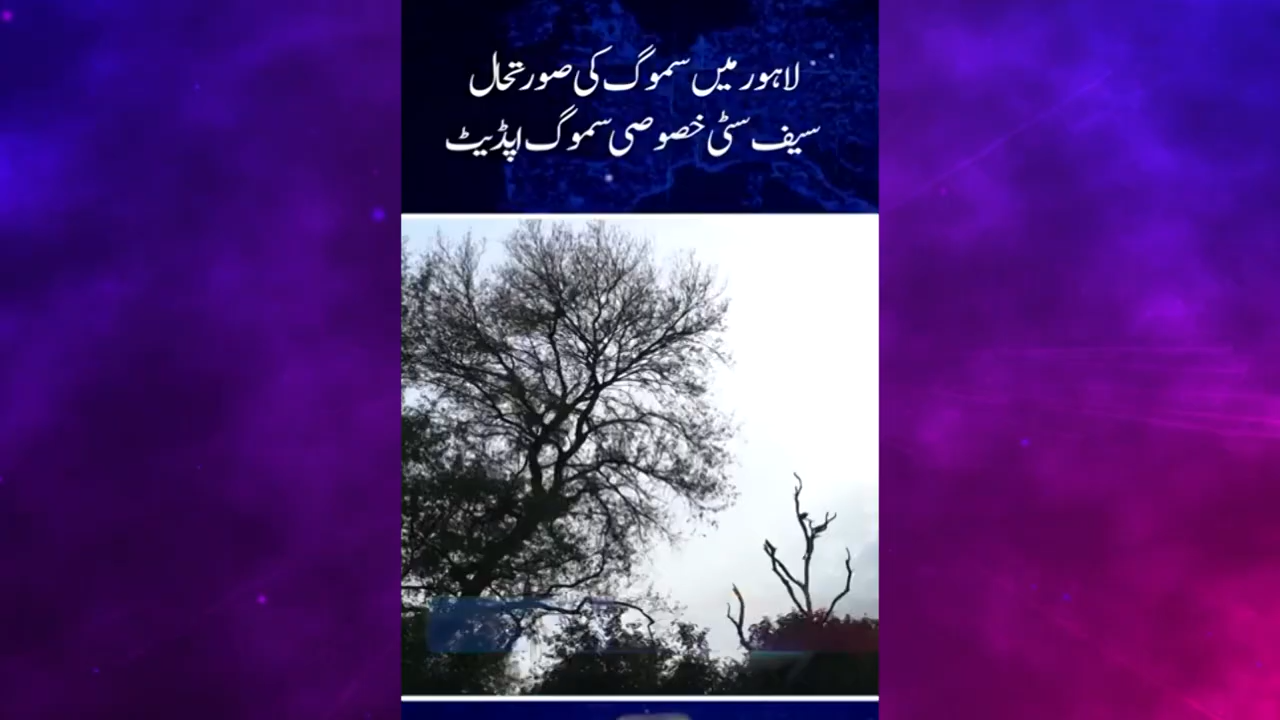 لاہور میں سموگ کی صورتحال
سیف سٹی خصوصی سموگ اپڈیٹ